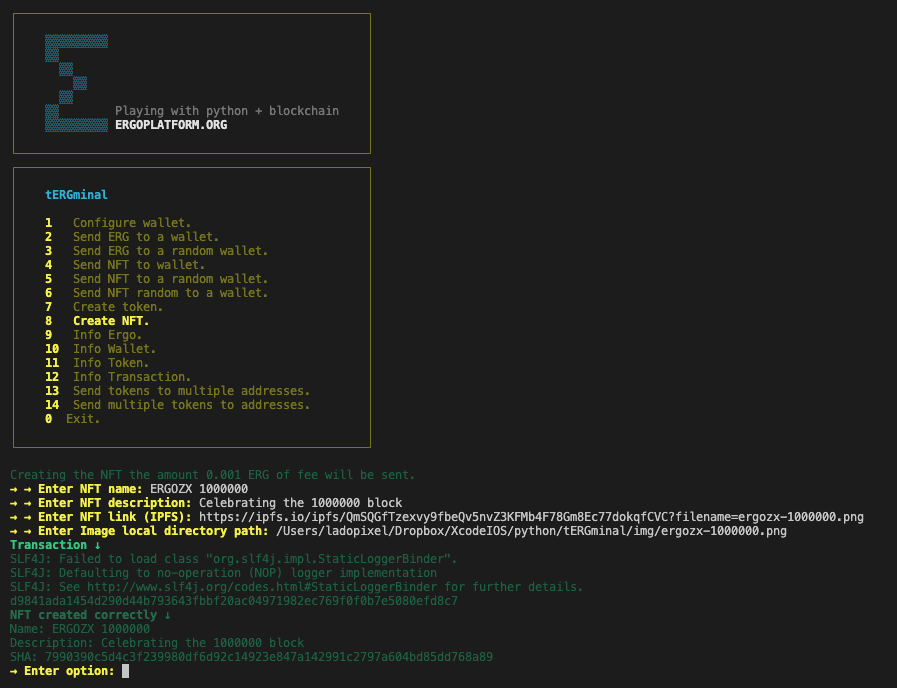 Playing with python + blockchain
ERGOPLATFORM.ORG
tERGminal
1 Configure wallet.
2 Send ERG to a wallet.
3 Send ERG to a random wallet.
4 Send NFT to wallet.
5 Send NFT to a random wallet.
6 Send NFT random to a wallet.
7 Create token.
8 Create NFT.
9 Info Ergo.
10 Info Wallet.
11 Info Token.
12 Info Transaction.
13 Send tokens to multiple addresses.
14 Send multiple tokens to addresses.
0 Exit.
Creating the NFT the amount 0.001 ERG of fee will be sent.
→ → Enter NFT name: ERGOZX 1000000
→ → Enter NFT description: Celebrating the 1000000 block
→ → Enter NFT link (IPFS): https://ipfs.io/ipfs/QmSQGfTzexvy9fbeQv5nvZ3KFMb4F78Gm8Ec77dokqfCVC?filename=ergozx-1000000.png
→ → Enter Image local directory path: /Users/ladopixel/Dropbox/XcodeIOS/python/tERGminal/img/ergozx-1000000.png
Transaction ↓
SLF4J: Failed to load class "org.slf4j.impl.StaticLoggerBinder".
SLF4J: Defaulting to no-operation (NOP) logger implementation
SLF4J: See http://www.slf4j.org/codes.html#StaticLoggerBinder for further details.
d9841ada1454d290d44b793643fbbf20ac04971982ec769f0f0b7e5080efd8c7
NFT created correctly ↓
Name: ERGOZX 1000000
Description: Celebrating the 1000000 block
SHA: 7990390c5d4c3f239980df6d92c14923e847a142991c2797a604bd85dd768a89
→ Enter option: